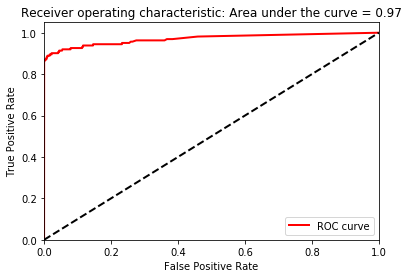 Receiver operating characteristic: Area under the curve = 0.97
1.0
0.8
0.6
0.4
0.2
0.0
True Positive Rate
ROC curve
0.0 0.2 0.4 0.6 0.8 1.0
False Positive Rate